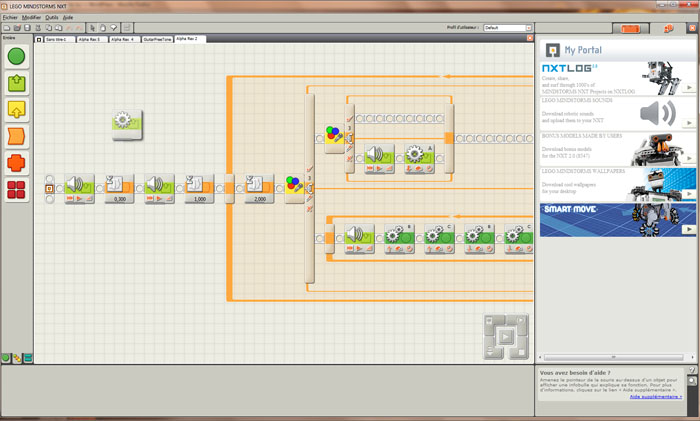 LEGO MINDSTORMS NXT
Fichier Modifier Outils Aide
Profil d'utilisateur :
Default
Sans titre-1
Alpha Rex 3
Alpha Rex 4
GuitarFreeTone
Alpha Rex 2
Entière
My Portal
NXTLOG
Create, share,
and surf through 1000's of
MINDSTORMS NXT Projects on NXTLOG.
LEGO MINDSTORMS SOUNDS
Download robotic sounds
and upload them to your NXT
BONUS MODELS MADE BY USERS
Download bonus models
for the NXT 2.0 (8547)
LEGO MINDSTORMS WALLPAPERS
Download cool wallpapers
for your desktop
SMART MOVE
A
0,300
1,000
2,000
B
C
B
C
Vous avez besoin d'aide ?
Amenez le pointeur de la souris au-dessus d'un objet pour
afficher une infobulle qui explique sa fonction. Pour plus
d'informations, cliquez sur le lien « Aide supplémentaire ».
Aide supplémentaire »